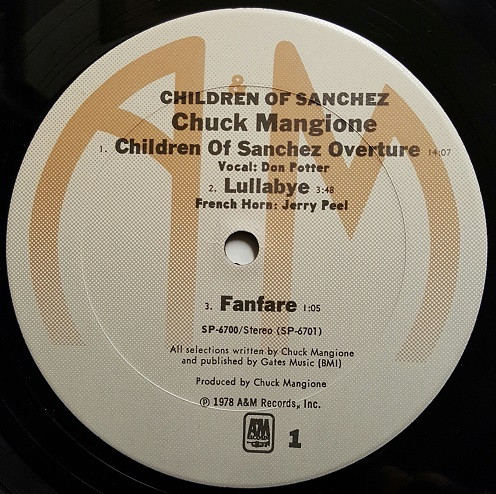 A&M
CHILDREN OF SANCHEZ
Chuck Mangione
1. Children Of Sanchez Overture 14:07
Vocal: Don Potter
2. Lullabye 3:48
French Horn: Jerry Peel
3. Fanfare 1:05
SP-6700/Stereo (SP-6701)
All selections written by Chuck Mangione
and published by Gates Music (BMI)
Produced by Chuck Mangione
℗ 1978 A&M Records, Inc.
A&M
RECORDS
1